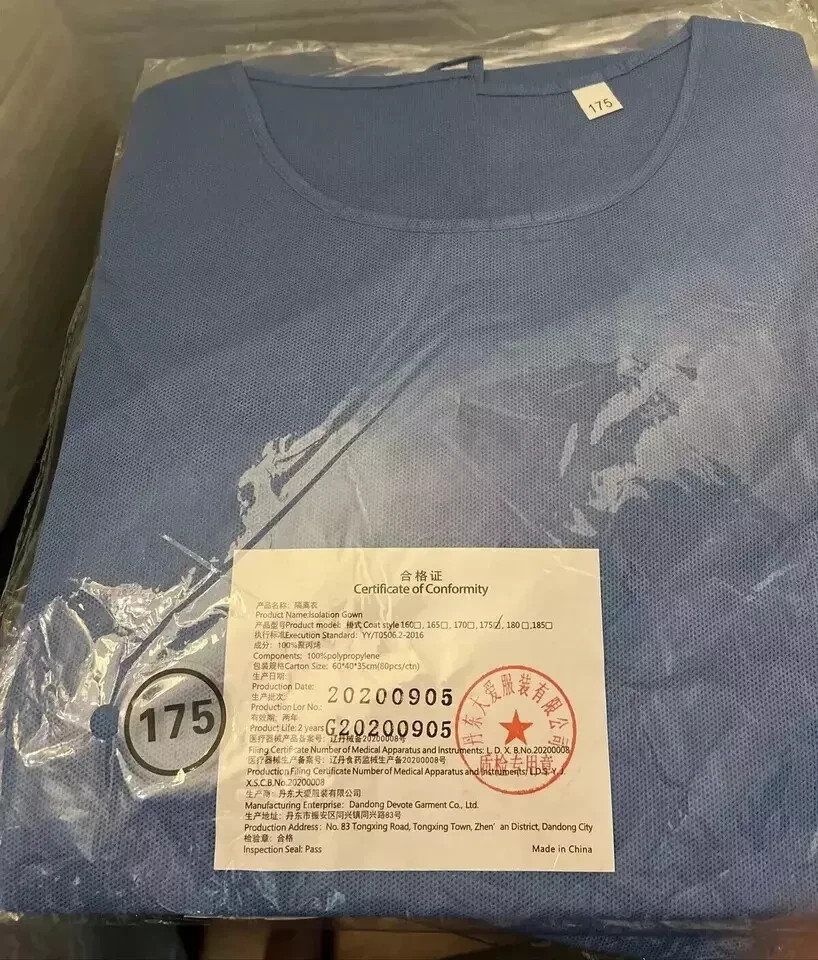 175
合格证
Certificate of Conformity
产品名称：隔离衣
Product Name:Isolation Gown
产品型号Product model: 褂式 Coat style 160□, 165□, 170□, 175☑, 180□,185□
执行标准Execution Standard: YY/T0506.2-2016
成分：100%聚丙烯
Components: 100%polypropylene
包装规格Carton Size: 60*40*35cm(80pcs/ctn)
生产日期：
Production Date: 20200905
生产批次：
Production Lor No.: G20200905
有效期：两年
Product Life: 2 years
医疗器械产品备案号：辽丹械备20200008号
Filing Certificate Number of Medical Apparatus and Instruments: L. D. X. B.No.20200008
医疗器械生产备案号：辽丹食药监械生产备20200008号
Production Filing Certificate Number of Medical Apparatus and Instruments: L.D.S. Y. J.
X.S.C.B.No.20200008
生产商：丹东大爱服装有限公司
Manufacturing Enterprise: Dandong Devote Garment Co., Ltd.
生产地址：丹东市振安区同兴镇同兴路83号
Production Address: No. 83 Tongxing Road, Tongxing Town, Zhen' an District, Dandong City
检验章：合格
Inspection Seal: Pass
Made in China
丹东大爱服装有限公司
质检专用章
175